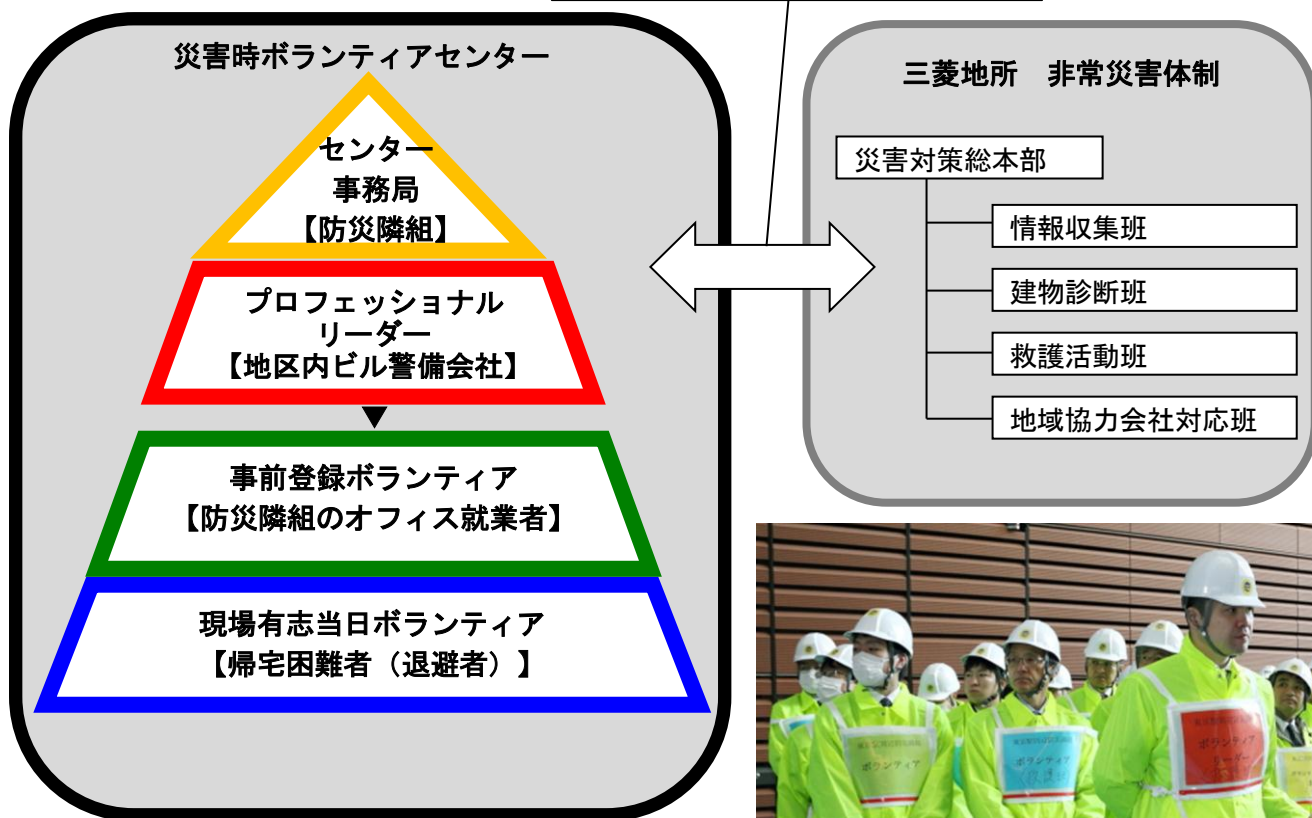 災害時ボランティアセンター
センター
事務局
【防災隣組】
プロフェッショナル
リーダー
【地区内ビル警備会社】
事前登録ボランティア
【防災隣組のオフィス就業者】
現場有志当日ボランティア
【帰宅困難者（退避者）】
三菱地所　非常災害体制
災害対策総本部
情報収集班
建物診断班
救護活動班
地域協力会社対応班
ボランティア
ボランティア
ボランティア
リーダー